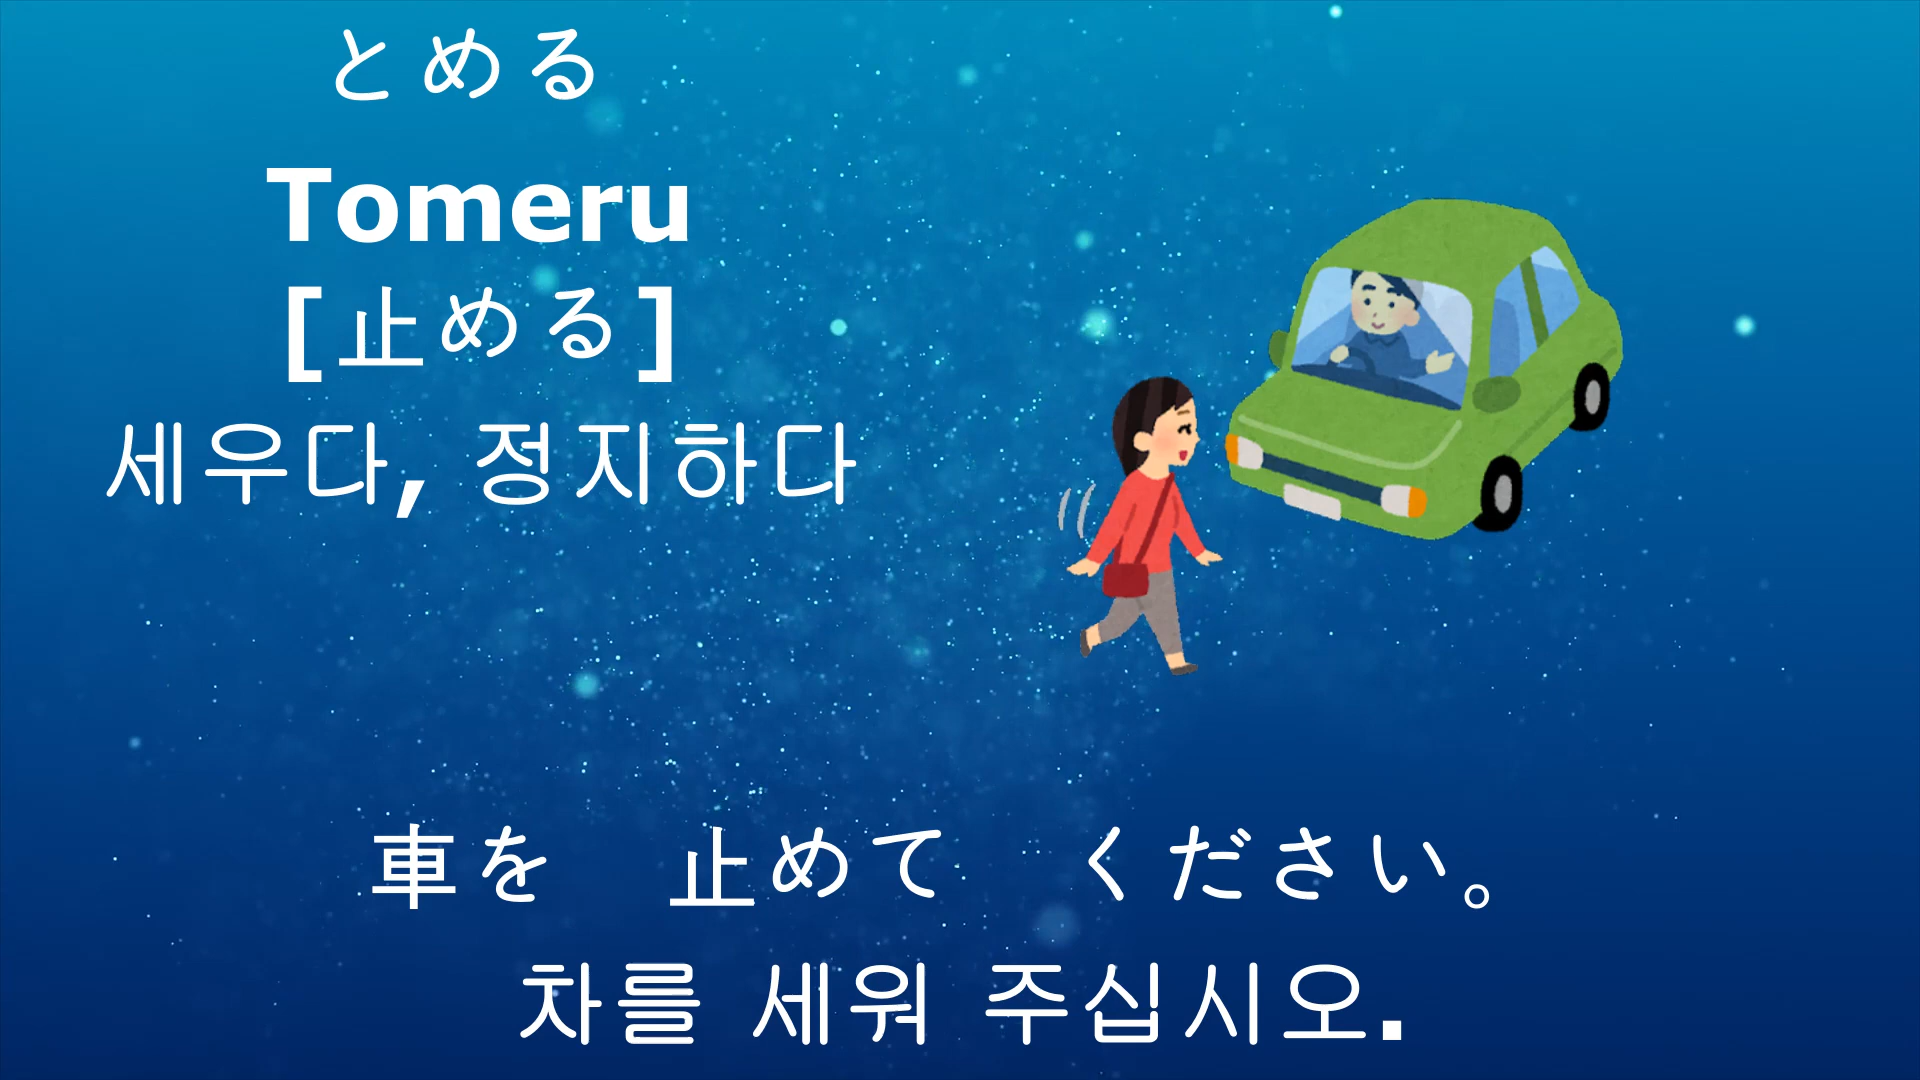 とめる
Tomeru
[止める]
세우다, 정지하다
車を　止めて　ください。
차를 세워 주십시오.